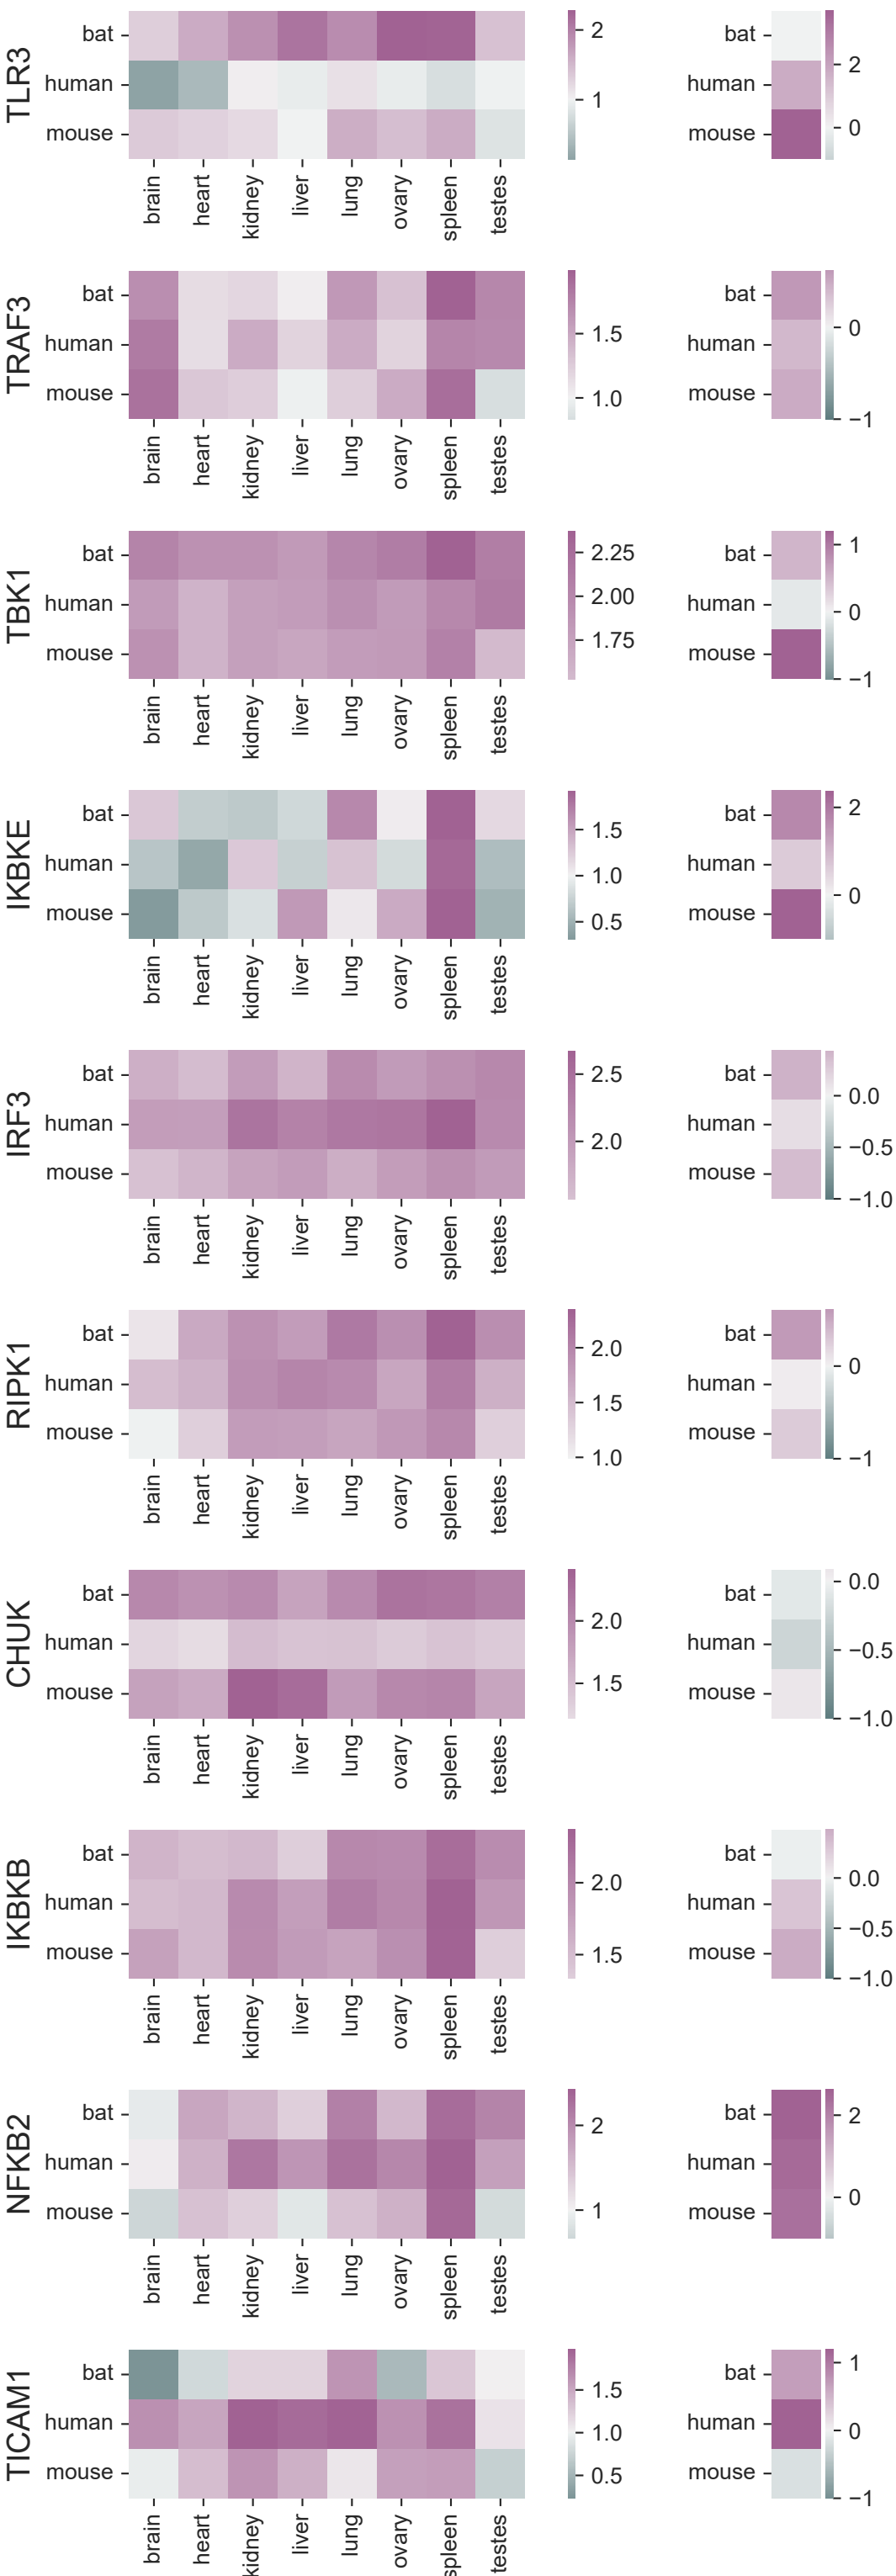 TLR3
bat
human
mouse
brain heart kidney liver lung ovary spleen testes
2
1
bat
human
mouse
2
0
TRAF3
bat
human
mouse
brain heart kidney liver lung ovary spleen testes
1.5
1.0
bat
human
mouse
0
−1
TBK1
bat
human
mouse
brain heart kidney liver lung ovary spleen testes
2.25
2.00
1.75
bat
human
mouse
1
0
−1
IKBKE
bat
human
mouse
brain heart kidney liver lung ovary spleen testes
1.5
1.0
0.5
bat
human
mouse
2
0
IRF3
bat
human
mouse
brain heart kidney liver lung ovary spleen testes
2.5
2.0
bat
human
mouse
0.0
−0.5
−1.0
RIPK1
bat
human
mouse
brain heart kidney liver lung ovary spleen testes
2.0
1.5
1.0
bat
human
mouse
0
−1
CHUK
bat
human
mouse
brain heart kidney liver lung ovary spleen testes
2.0
1.5
bat
human
mouse
0.0
−0.5
−1.0
IKBKB
bat
human
mouse
brain heart kidney liver lung ovary spleen testes
2.0
1.5
bat
human
mouse
0.0
−0.5
−1.0
NFKB2
bat
human
mouse
brain heart kidney liver lung ovary spleen testes
2
1
bat
human
mouse
2
0
TICAM1
bat
human
mouse
brain heart kidney liver lung ovary spleen testes
1.5
1.0
0.5
bat
human
mouse
1
0
−1